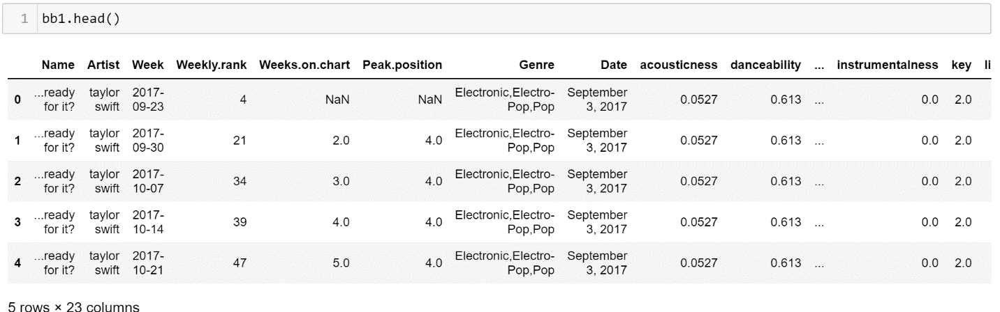 1 bb1.head()
Name Artist Week Weekly.rank Weeks.on.chart Peak.position Genre Date acousticness danceability ... instrumentalness key li
0 ...ready for it? taylor swift 2017-09-23 4 NaN NaN Electronic,Electro-Pop,Pop September 3, 2017 0.0527 0.613 ... 0.0 2.0
1 ...ready for it? taylor swift 2017-09-30 21 2.0 4.0 Electronic,Electro-Pop,Pop September 3, 2017 0.0527 0.613 ... 0.0 2.0
2 ...ready for it? taylor swift 2017-10-07 34 3.0 4.0 Electronic,Electro-Pop,Pop September 3, 2017 0.0527 0.613 ... 0.0 2.0
3 ...ready for it? taylor swift 2017-10-14 39 4.0 4.0 Electronic,Electro-Pop,Pop September 3, 2017 0.0527 0.613 ... 0.0 2.0
4 ...ready for it? taylor swift 2017-10-21 47 5.0 4.0 Electronic,Electro-Pop,Pop September 3, 2017 0.0527 0.613 ... 0.0 2.0
5 rows × 23 columns